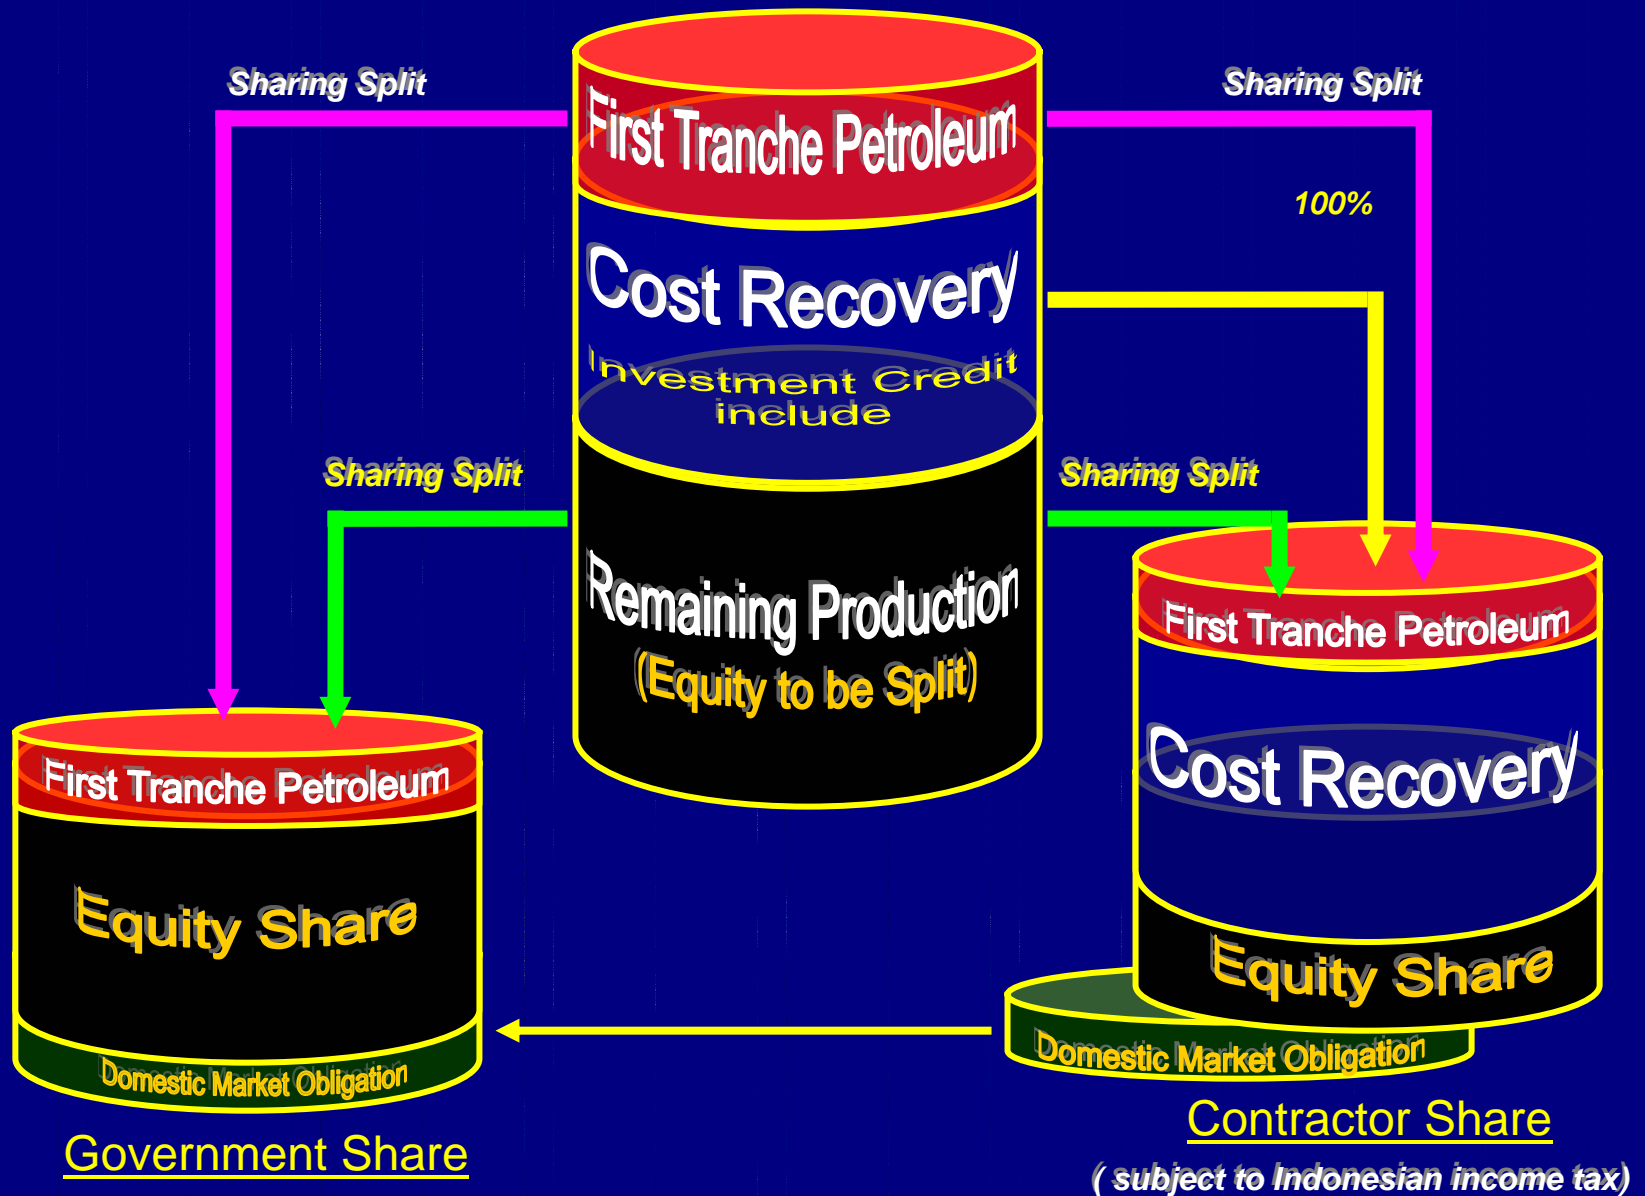 Sharing Split
Sharing Split
First Tranche Petroleum
100%
Cost Recovery
Investment Credit
include
Sharing Split
Sharing Split
Remaining Production
(Equity to be Split)
First Tranche Petroleum
Cost Recovery
Equity Share
First Tranche Petroleum
Equity Share
Domestic Market Obligation
Domestic Market Obligation
Contractor Share
( subject to Indonesian income tax)
Government Share